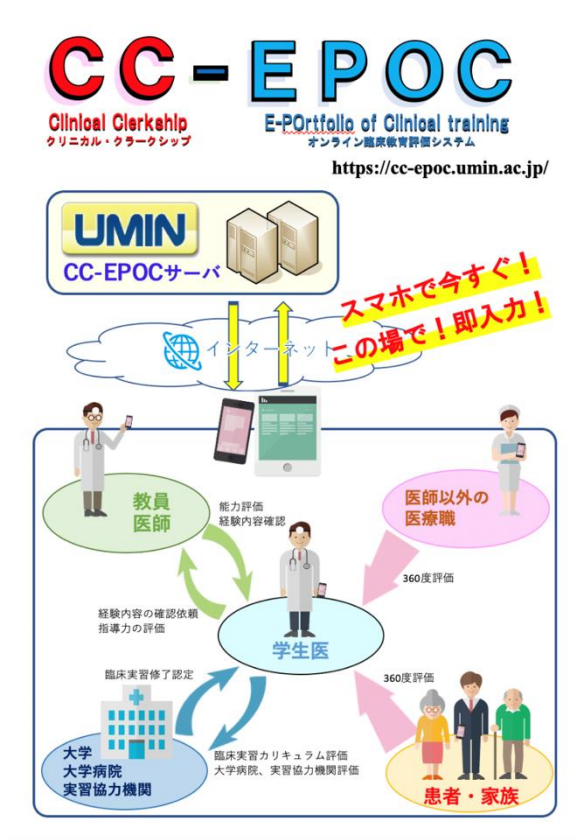 CC-EPOC
Clinical Clerkship
E-POrtfolio of Clinical training
クリニカル・クラークシップ
オンライン臨床教育評価システム
https://cc-epoc.umin.ac.jp/
UMIN
CC-EPOCサーバ
スマホで今すぐ！
この場で！即入力！
インターネット
教員
医師
能力評価
経験内容確認
医師以外の
医療職
360度評価
経験内容の確認依頼
指導力の評価
学生医
臨床実習修了認定
360度評価
大学
大学病院
実習協力機関
臨床実習カリキュラム評価
大学病院、実習協力機関評価
患者・家族